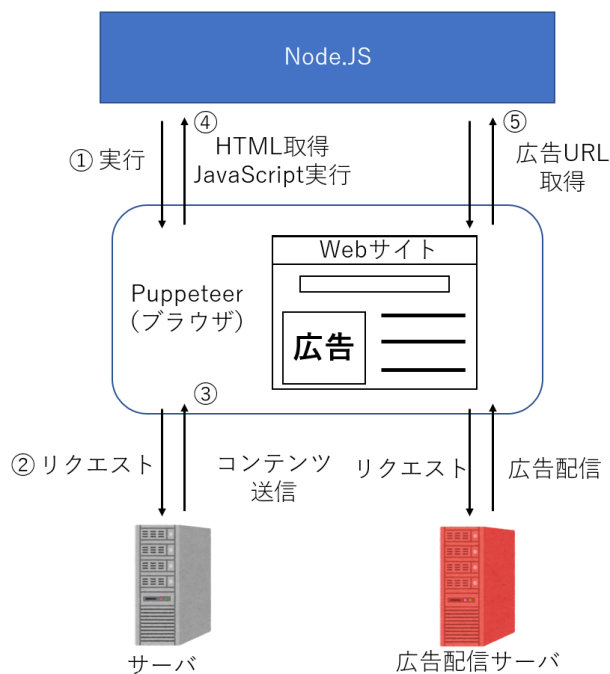 Node.JS
④
⑤
① 実行
HTML取得
JavaScript実行
広告URL
取得
Webサイト
Puppeteer
(ブラウザ)
広告
③
② リクエスト
コンテンツ
送信
リクエスト
広告配信
サーバ
広告配信サーバ